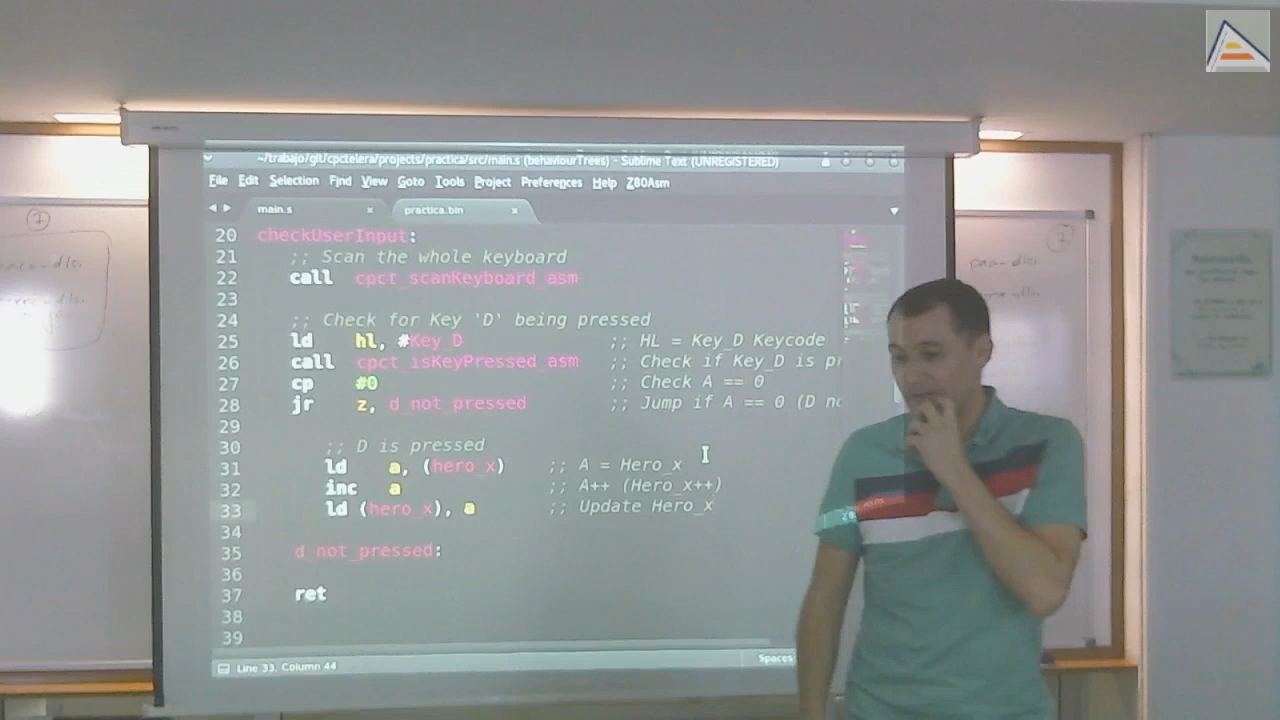 ~/trabajo/git/cpctelera/projects/practica/src/main.s (behaviourTrees) - Sublime Text (UNREGISTERED)
File Edit Selection Find View Goto Tools Project Preferences Help Z80Asm
main.s × practica.bin ×
20 checkUserInput:
21 ;; Scan the whole keyboard
22 call cpct_scanKeyboard_asm
23
24 ;; Check for Key 'D' being pressed
25 ld hl, #Key_D ;; HL = Key_D Keycode
26 call cpct_isKeyPressed_asm ;; Check if Key_D is pr
27 cp #0 ;; Check A == 0
28 jr z, d_not_pressed ;; Jump if A == 0 (D no
29
30 ;; D is pressed
31 ld a, (hero_x) ;; A = Hero_x
32 inc a ;; A++ (Hero_x++)
33 ld (hero_x), a ;; Update Hero_x
34
35 d_not_pressed:
36
37 ret
38
39
Line 33, Column 44
Spaces